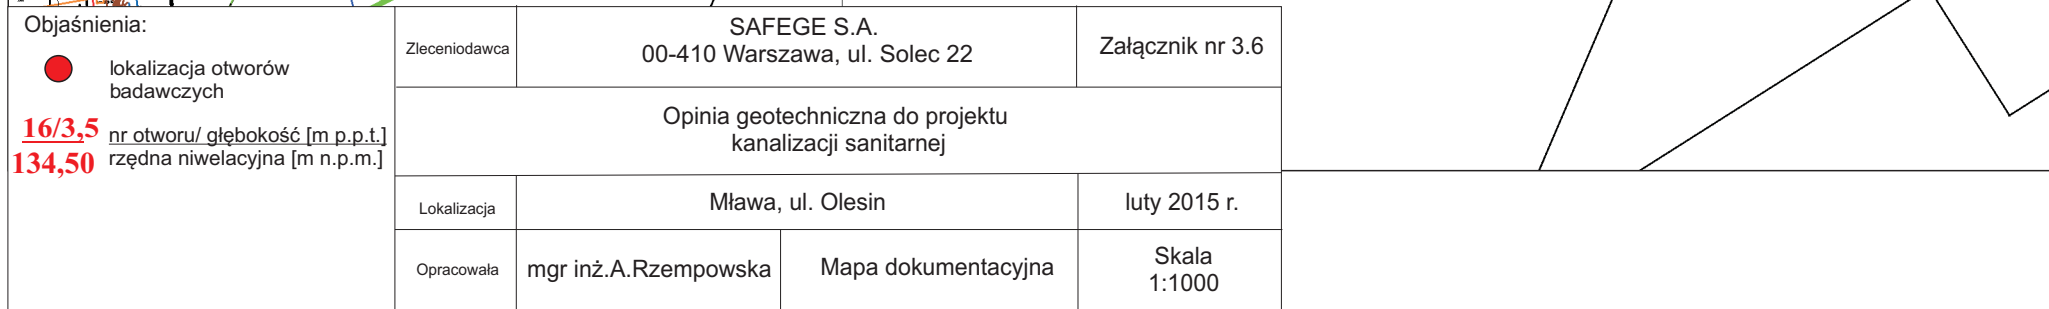 Objaśnienia:
lokalizacja otworów
badawczych
16/3,5 nr otworu/ głębokość [m p.p.t.]
134,50 rzędna niwelacyjna [m n.p.m.]
Zleceniodawca
SAFEGE S.A.
00-410 Warszawa, ul. Solec 22
Załącznik nr 3.6
Opinia geotechniczna do projektu
kanalizacji sanitarnej
Lokalizacja
Mława, ul. Olesin
luty 2015 r.
Opracowała
mgr inż.A.Rzempowska
Mapa dokumentacyjna
Skala
1:1000